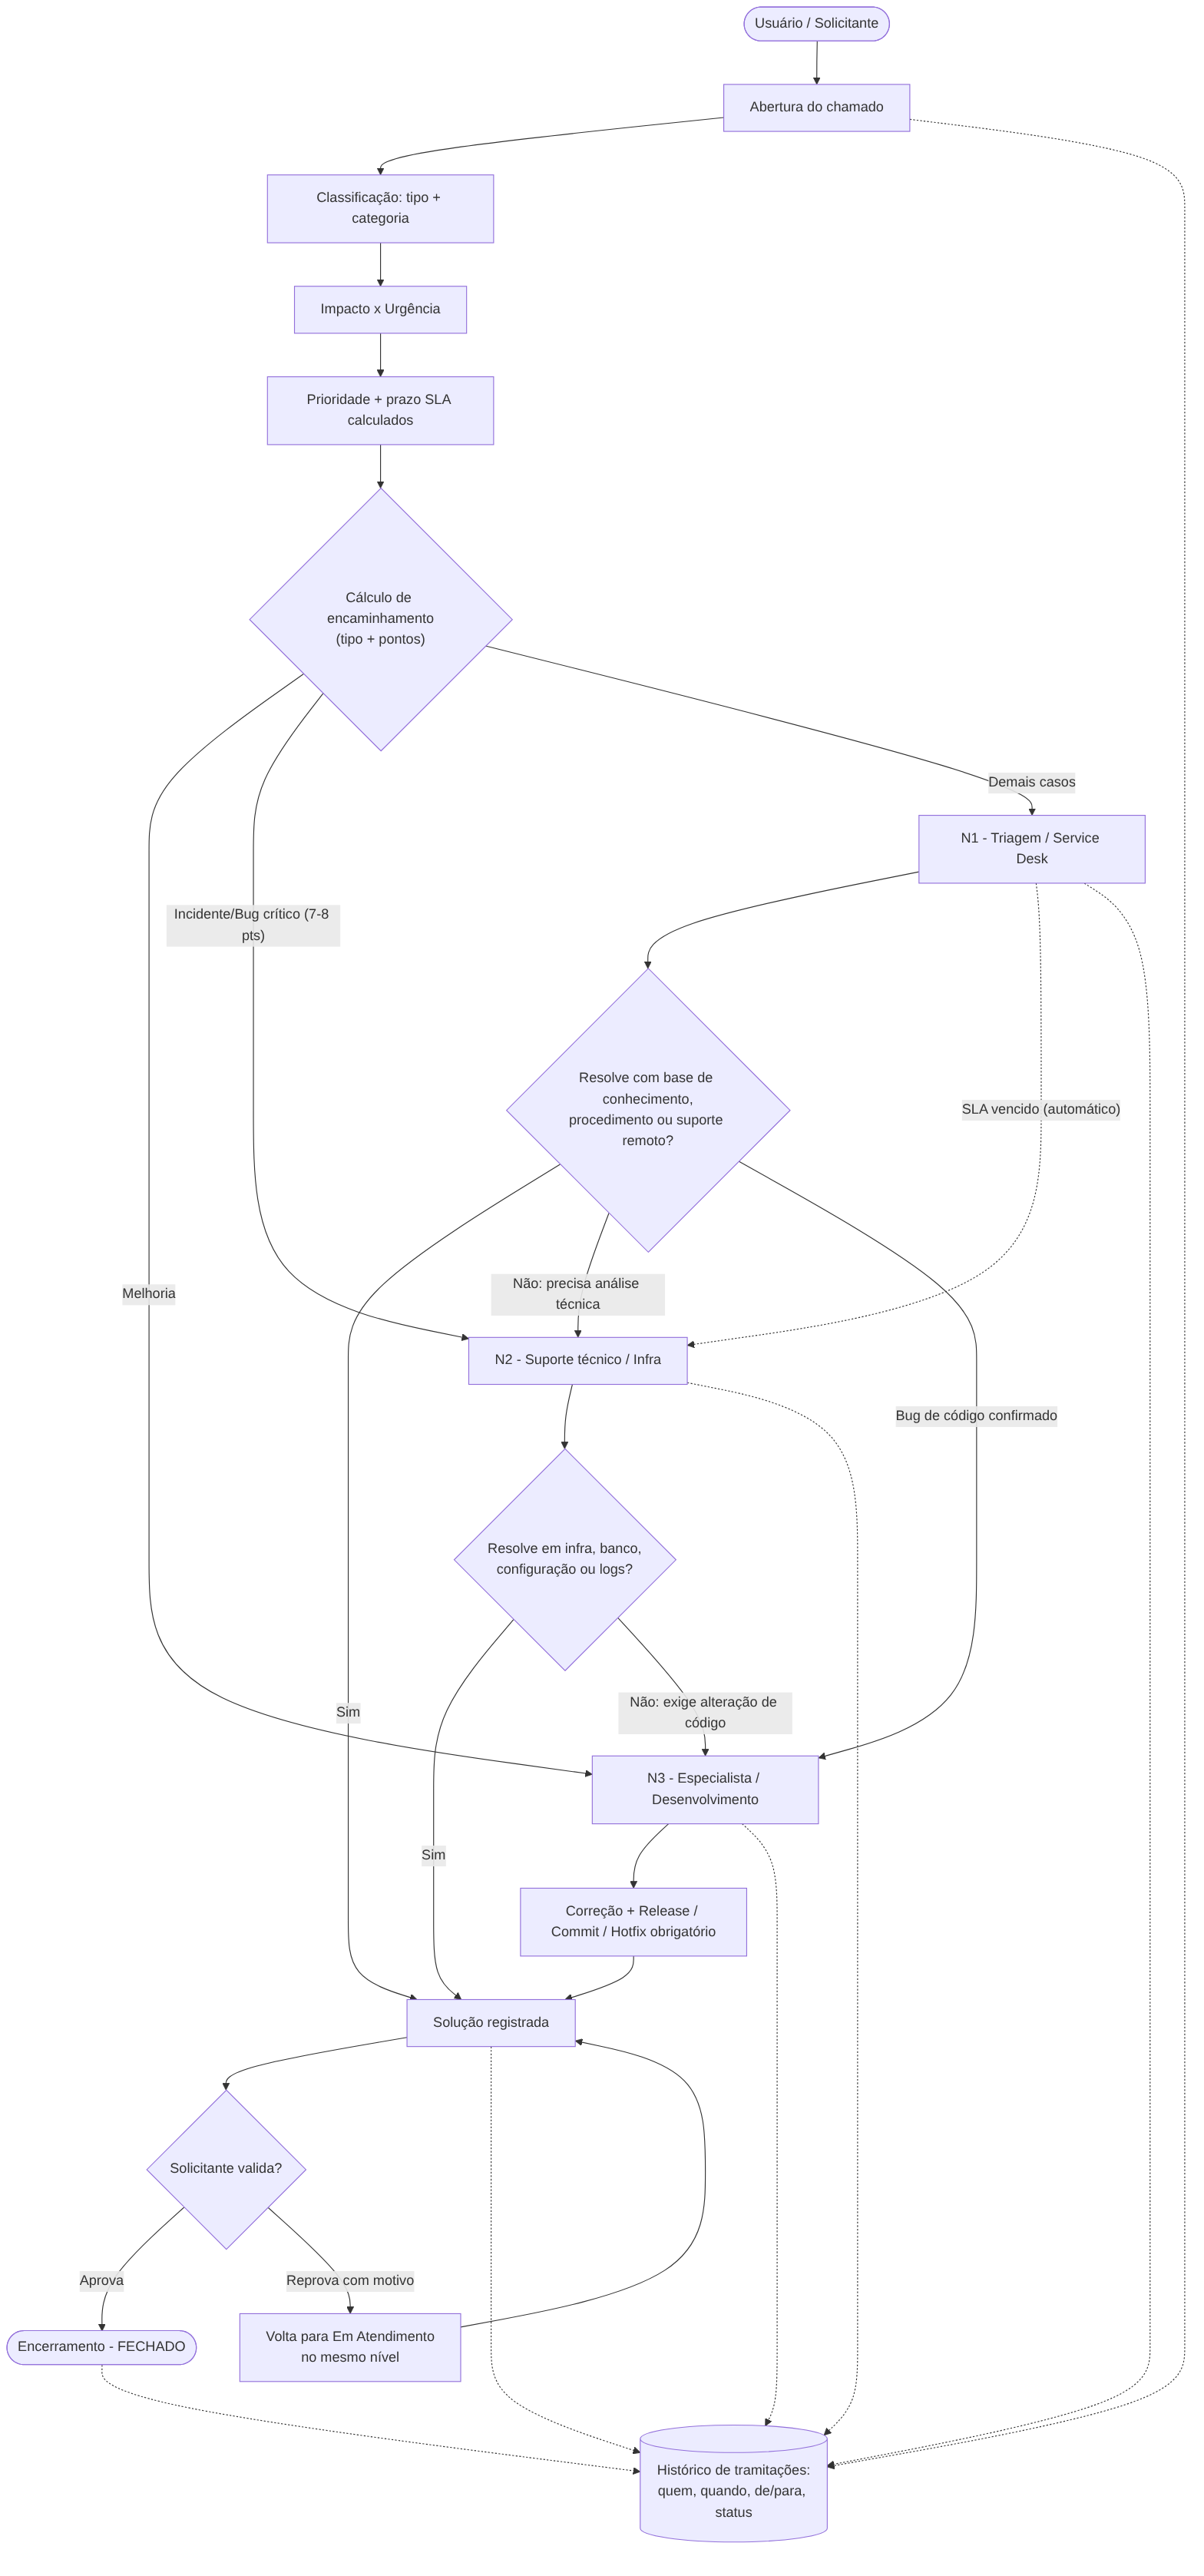 Usuário / Solicitante
Abertura do chamado
Classificação: tipo +
categoria
Impacto x Urgência
Prioridade + prazo SLA
calculados
Cálculo de
encaminhamento
(tipo + pontos)
Demais casos
N1 - Triagem / Service
Desk
Incidente/Bug crítico (7-8
pts)
Resolve com base de
conhecimento,
procedimento ou suporte
remoto?
SLA vencido (automático)
Melhoria
Não: precisa análise
técnica
N2 - Suporte técnico / Infra
Bug de código confirmado
Resolve em infra, banco,
configuração ou logs?
Sim
Não: exige alteração de
código
N3 - Especialista /
Desenvolvimento
Sim
Correção + Release /
Commit / Hotfix obrigatório
Solução registrada
Solicitante valida?
Aprova
Reprova com motivo
Encerramento - FECHADO
Volta para Em Atendimento
no mesmo nível
Histórico de tramitações:
quem, quando, de/para,
status